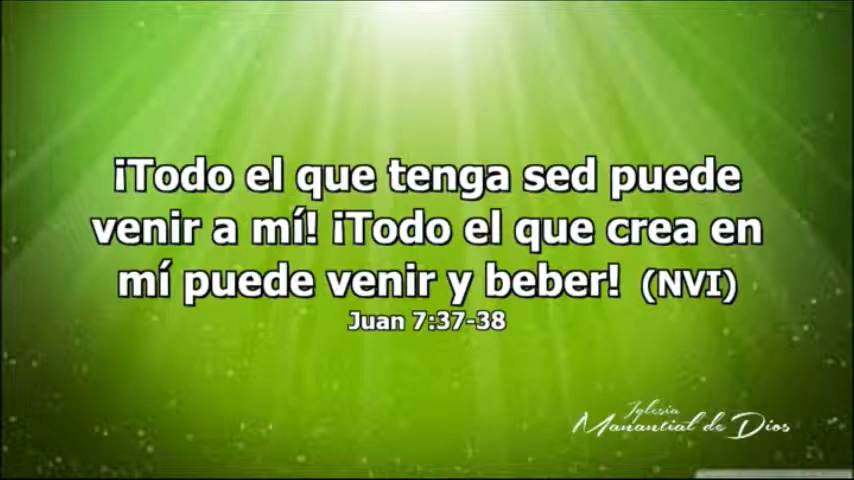 ¡Todo el que tenga sed puede
venir a mí! ¡Todo el que crea en
mí puede venir y beber! (NVI)
Juan 7:37-38
Iglesia
Manantial de Dios